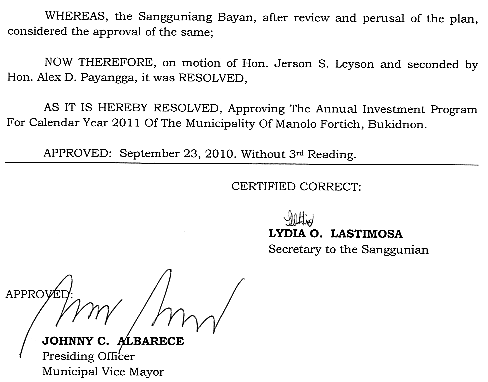 WHEREAS, the Sangguniang Bayan, after review and perusal of the plan,
considered the approval of the same;
NOW THEREFORE, on motion of Hon. Jerson S. Leyson and seconded by
Hon. Alex D. Payangga, it was RESOLVED,
AS IT IS HEREBY RESOLVED, Approving The Annual Investment Program
For Calendar Year 2011 Of The Municipality Of Manolo Fortich, Bukidnon.
APPROVED: September 23, 2010. Without 3rd Reading.
CERTIFIED CORRECT:
LYDIA O. LASTIMOSA
Secretary to the Sanggunian
APPROVED:
JOHNNY C. ALBARECE
Presiding Officer
Municipal Vice Mayor